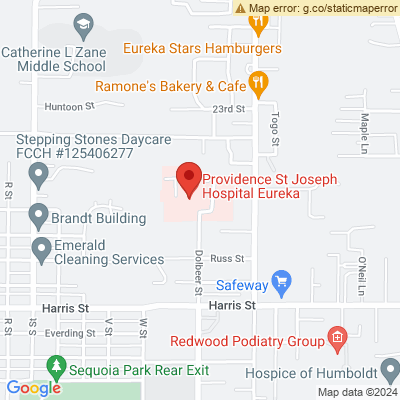 Map error: g.co/staticmaperror
Eureka Stars Hamburgers
Catherine L Zane
Middle School
Ramone's Bakery & Cafe
Huntoon St
23rd St
Togo St
Maple Ln
Stepping Stones Daycare
FCCH #125406277
Providence St Joseph
Hospital Eureka
R St
Brandt Building
Emerald
Cleaning Services
Dolbeer St
Russ St
O'Neil Ln
Safeway
Harris St
Harris St
R St
S St
V St
W St
Everding St
Redwood Podiatry Group
Sequoia Park Rear Exit
Hospice of Humboldt
Google
Map data ©2024